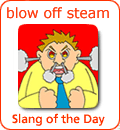 blow off steam
Slang of the Day